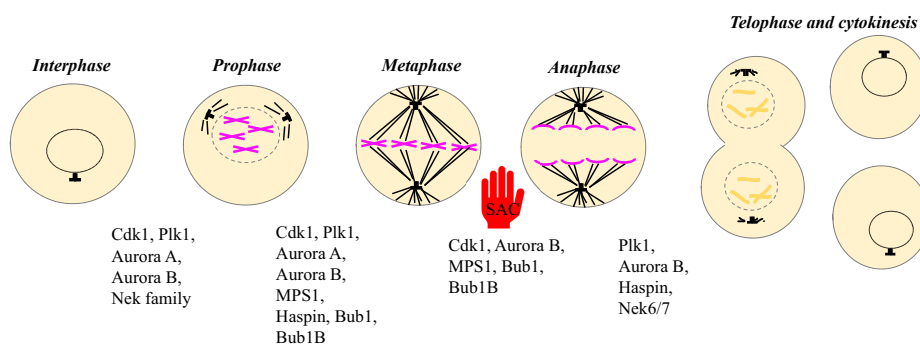 Telophase and cytokinesis
Interphase
Prophase
Metaphase
Anaphase
SAC
Cdk1, Plk1,
Aurora A,
Aurora B,
Nek family
Cdk1, Plk1,
Aurora A,
Aurora B,
MPS1,
Haspin, Bub1,
Bub1B
Cdk1, Aurora B,
MPS1, Bub1,
Bub1B
Plk1,
Aurora B,
Haspin,
Nek6/7